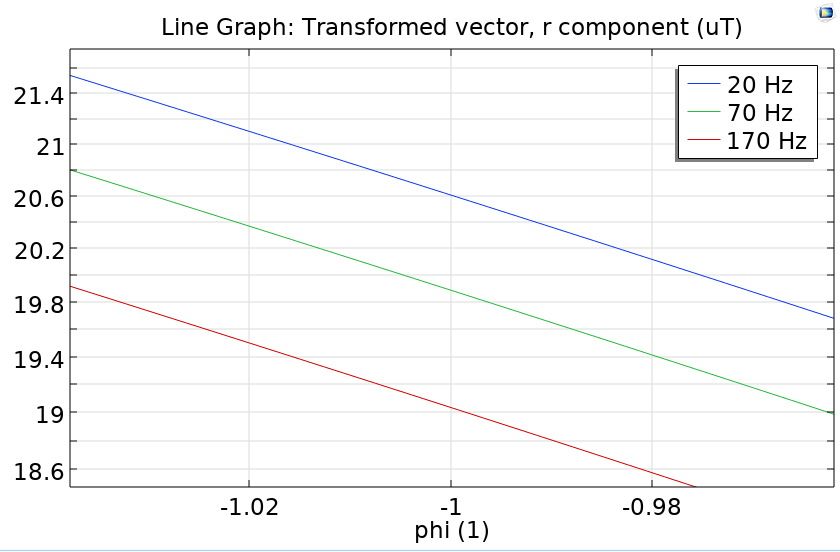 Line Graph: Transformed vector, r component (uT)
20 Hz
70 Hz
170 Hz
21.4
21
20.6
20.2
19.8
19.4
19
18.6
-1.02
-1
-0.98
phi (1)